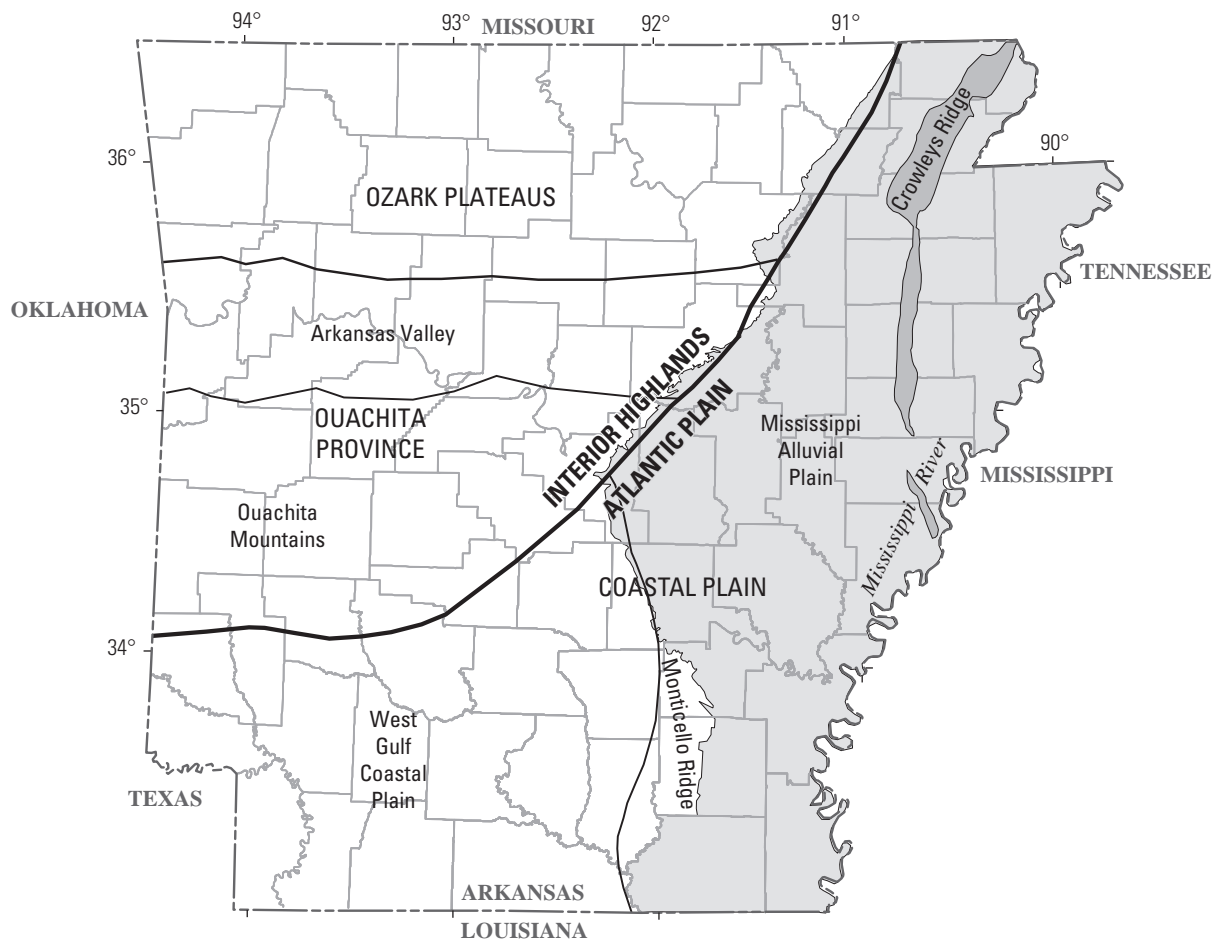 94°
93°
MISSOURI
92°
91°
36°
90°
Crowleys Ridge
OZARK PLATEAUS
TENNESSEE
OKLAHOMA
Arkansas Valley
INTERIOR HIGHLANDS
ATLANTIC PLAIN
35°
OUACHITA
PROVINCE
Mississippi
Alluvial
Plain
MISSISSIPPI
Mississippi River
Ouachita
Mountains
COASTAL PLAIN
34°
Monticello Ridge
West
Gulf
Coastal
Plain
TEXAS
ARKANSAS
LOUISIANA